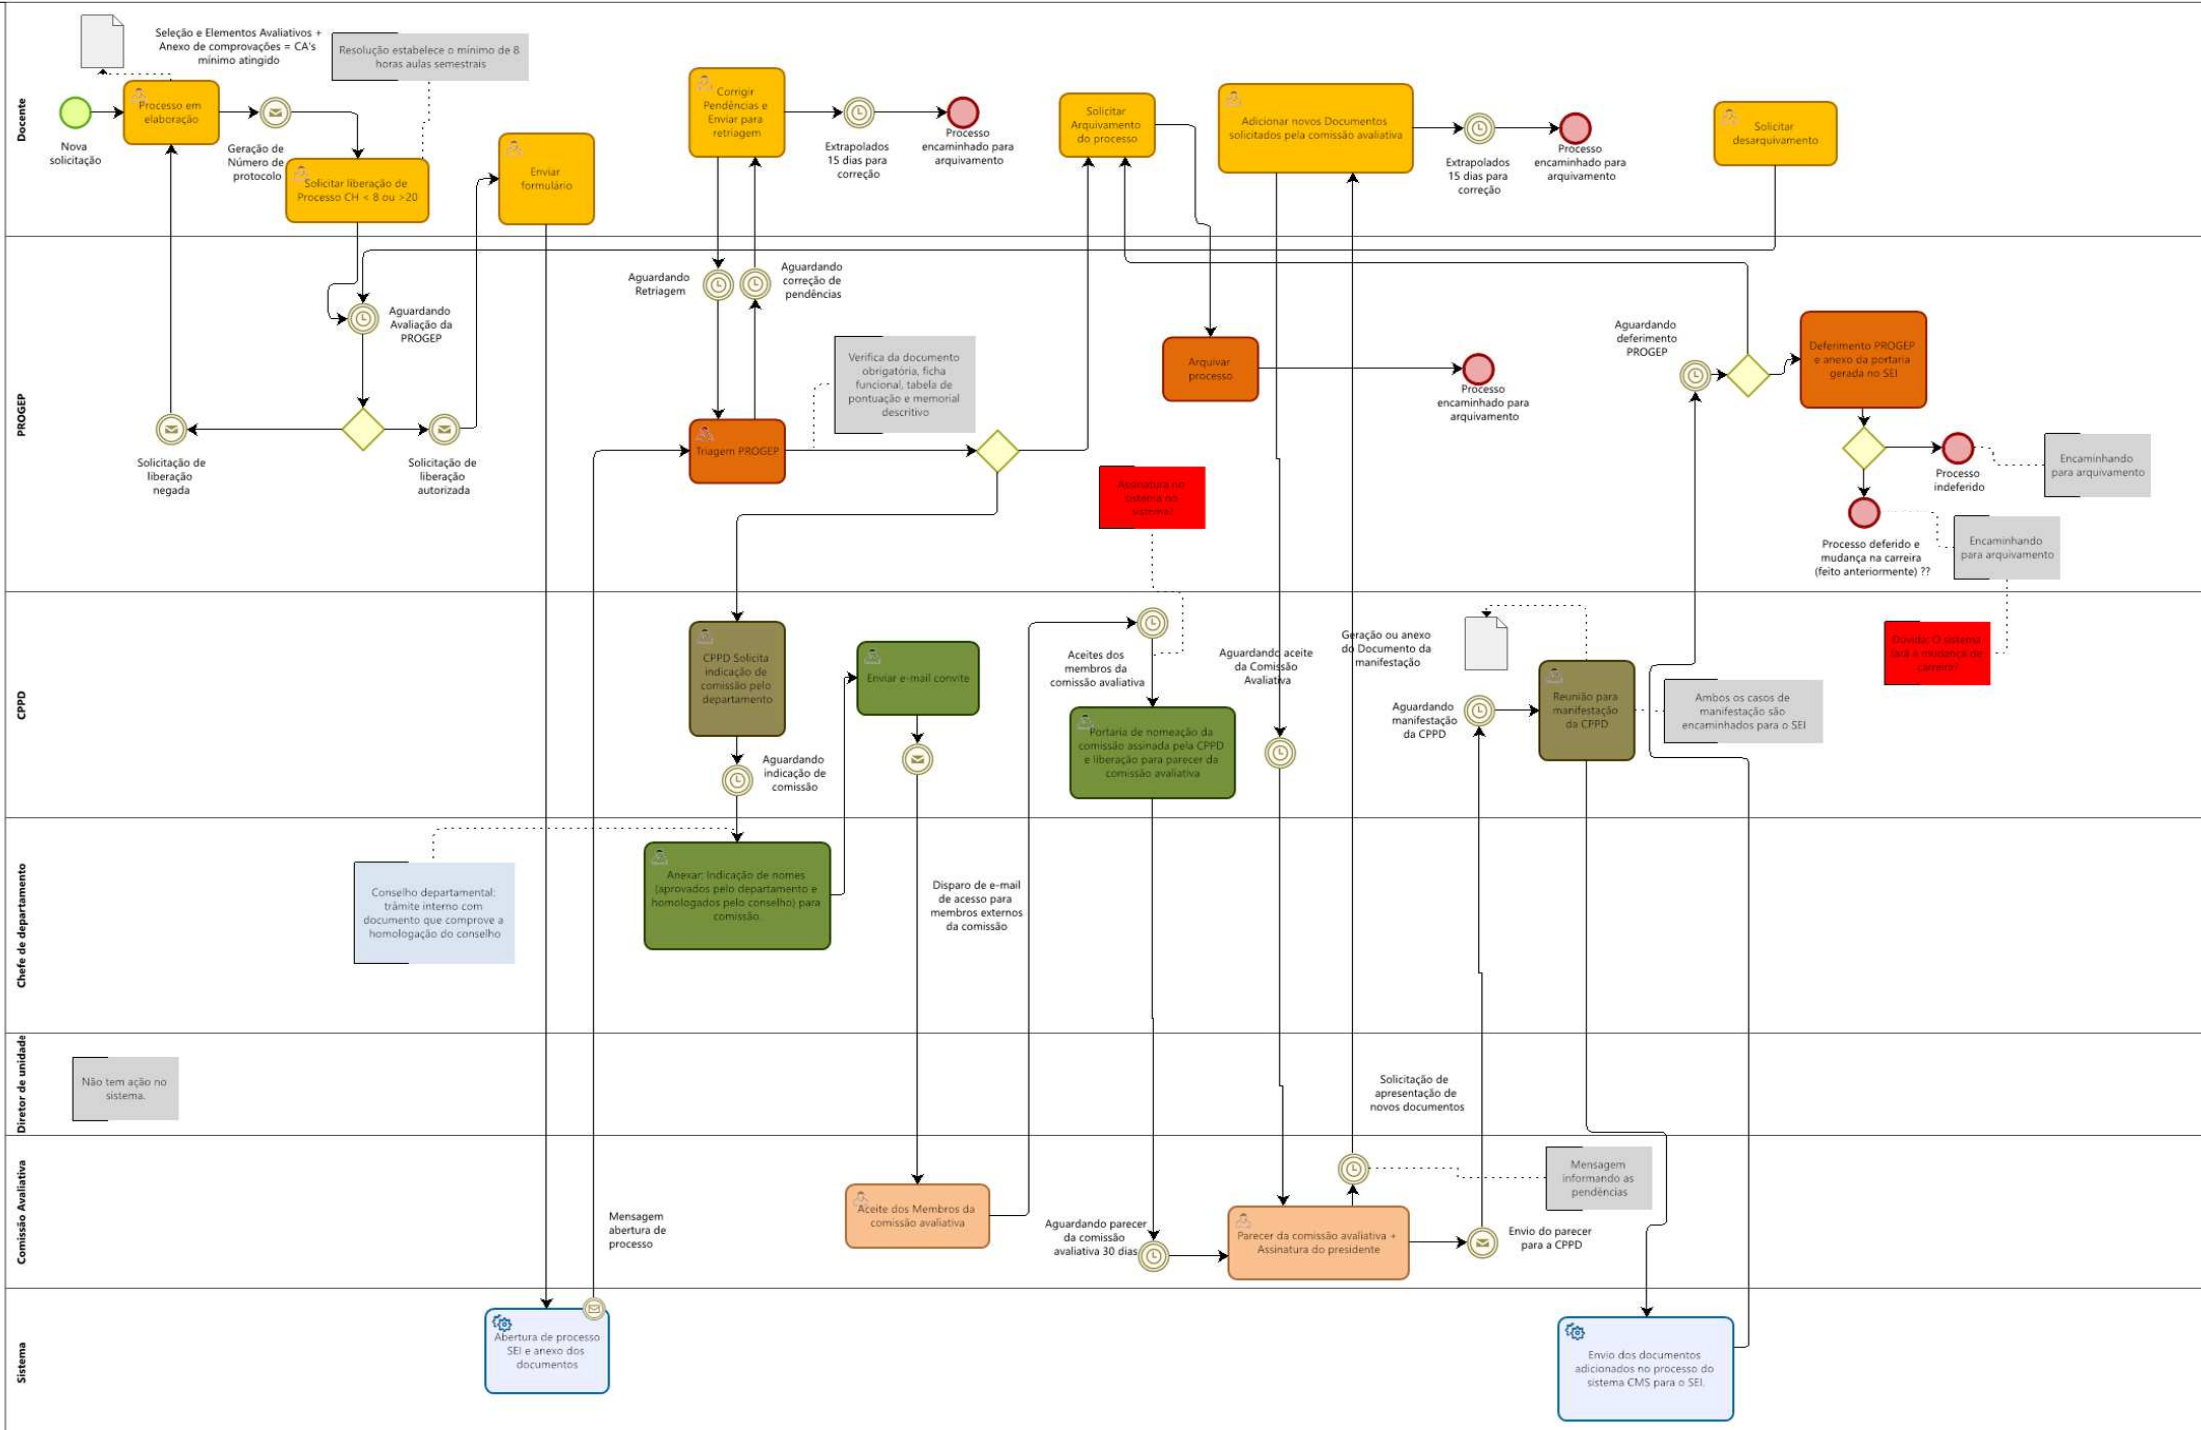 Docente
Seleção e Elementos Avaliativos +
Anexo de comprovações = CA's
mínimo atingido
Resolução estabelece o mínimo de 8
horas aulas semestrais
Nova
solicitação
Processo em
elaboração
Geração de
Número de
protocolo
Solicitar liberação de
Processo CH < 8 ou >20
Enviar
formulário
Corrigir
Pendências e
Enviar para
retriagem
Extrapolados
15 dias para
correção
Processo
encaminhado para
arquivamento
Solicitar
Arquivamento
do processo
Adicionar novos Documentos
solicitados pela comissão avaliativa
Extrapolados
15 dias para
correção
Processo
encaminhado para
arquivamento
Solicitar
desarquivamento
PROGEP
Aguardando
Avaliação da
PROGEP
Solicitação de
liberação
negada
Solicitação de
liberação
autorizada
Aguardando
Retriagem
Aguardando
correção de
pendências
Triagem PROGEP
Verifica da documento
obrigatória, ficha
funcional, tabela de
pontuação e memorial
descritivo
Arquivar
processo
Processo
encaminhado para
arquivamento
Assinatura no
sistema no
sistema?
Aguardando
deferimento
PROGEP
Deferimento PROGEP
e anexo da portaria
gerada no SEI
Processo
indeferido
Encaminhando
para arquivamento
Processo deferido e
mudança na carreira
(feito anteriormente) ??
Encaminhando
para arquivamento
CPPD
CPPD Solicita
indicação de
comissão pelo
departamento
Aguardando
indicação de
comissão
Enviar e-mail convite
Aceites dos
membros da
comissão avaliativa
Portaria de nomeação da
comissão assinada pela CPPD
e liberação para parecer da
comissão avaliativa
Aguardando aceite
da Comissão
Avaliativa
Geração ou anexo
do Documento da
manifestação
Aguardando
manifestação
da CPPD
Reunião para
manifestação
da CPPD
Ambos os casos de
manifestação são
encaminhados para o SEI
Dúvida: O sistema
fará a mudança de
carreira?
Chefe de departamento
Conselho departamental:
trâmite interno com
documento que comprove a
homologação do conselho
Anexar: Indicação de nomes
(aprovados pelo departamento e
homologados pelo conselho) para
comissão.
Disparo de e-mail
de acesso para
membros externos
da comissão
Diretor de unidade
Não tem ação no
sistema.
Solicitação de
apresentação de
novos documentos
Comissão Avaliativa
Mensagem
abertura de
processo
Aceite dos Membros da
comissão avaliativa
Aguardando parecer
da comissão
avaliativa 30 dias
Parecer da comissão avaliativa +
Assinatura do presidente
Envio do parecer
para a CPPD
Mensagem
informando as
pendências
Sistema
Abertura de processo
SEI e anexo dos
documentos
Envio dos documentos
adicionados no processo do
sistema CMS para o SEI.